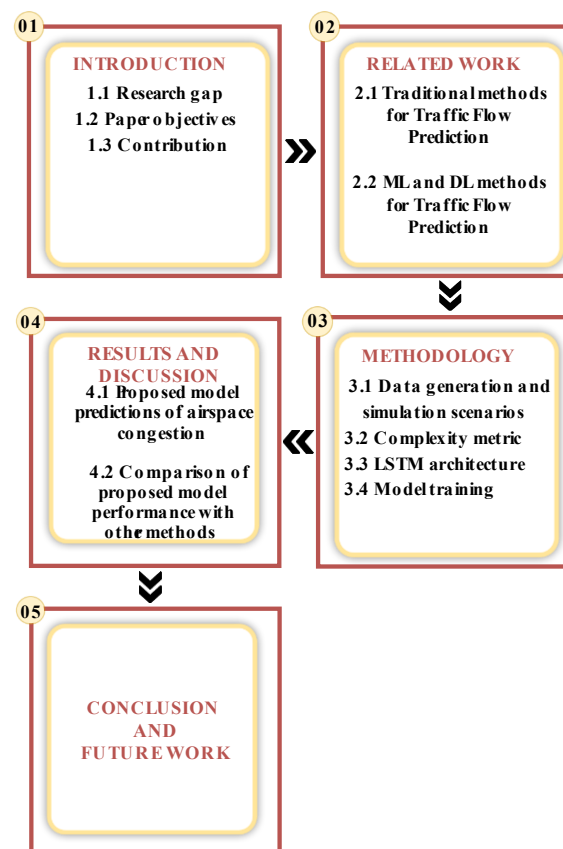 01
INTRODUCTION
1.1 Research gap
1.2 Paper objectives
1.3 Contribution
02
RELATED WORK
2.1 Traditional methods
for Traffic Flow
Prediction
2.2 ML and DL methods
for Traffic Flow
Prediction
03
METHODOLOGY
3.1 Data generation and
simulation scenarios
3.2 Complexity metric
3.3 LSTM architecture
3.4 Model training
04
RESULTS AND
DISCUSSION
4.1 Proposed model
predictions of airspace
congestion
4.2 Comparison of
proposed model
performance with
other methods
05
CONCLUSION
AND
FUTURE WORK